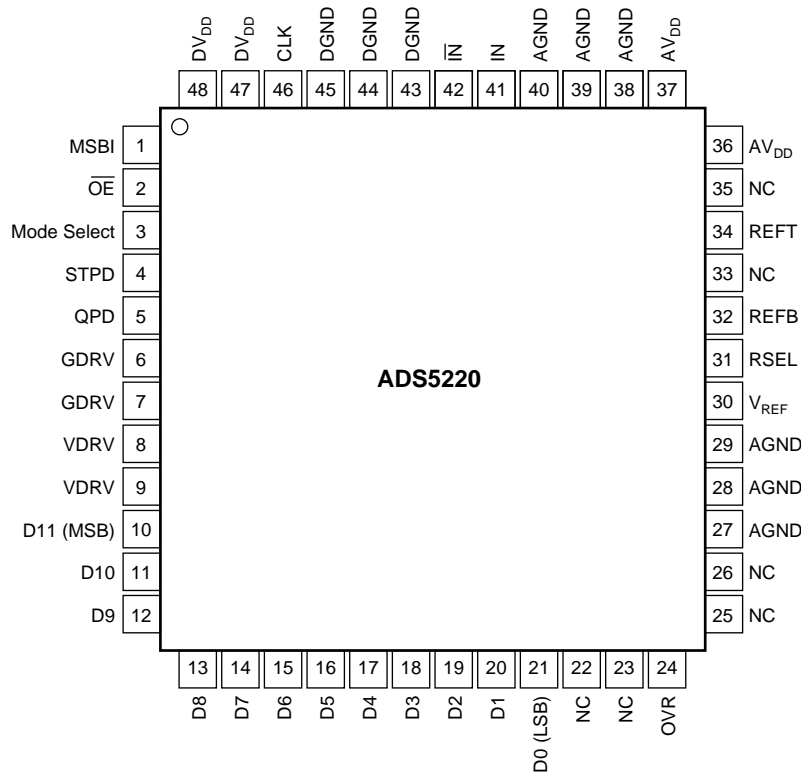 DVDD DVDD CLK DGND DGND DGND I̅N̅ IN AGND AGND AGND AVDD
48 47 46 45 44 43 42 41 40 39 38 37
MSBI 1 36 AVDD
O̅E̅ 2 35 NC
Mode Select 3 34 REFT
STPD 4 33 NC
QPD 5 32 REFB
GDRV 6 31 RSEL
ADS5220
GDRV 7 30 VREF
VDRV 8 29 AGND
VDRV 9 28 AGND
D11 (MSB) 10 27 AGND
D10 11 26 NC
D9 12 25 NC
13 14 15 16 17 18 19 20 21 22 23 24
D8 D7 D6 D5 D4 D3 D2 D1 D0 (LSB) NC NC OVR